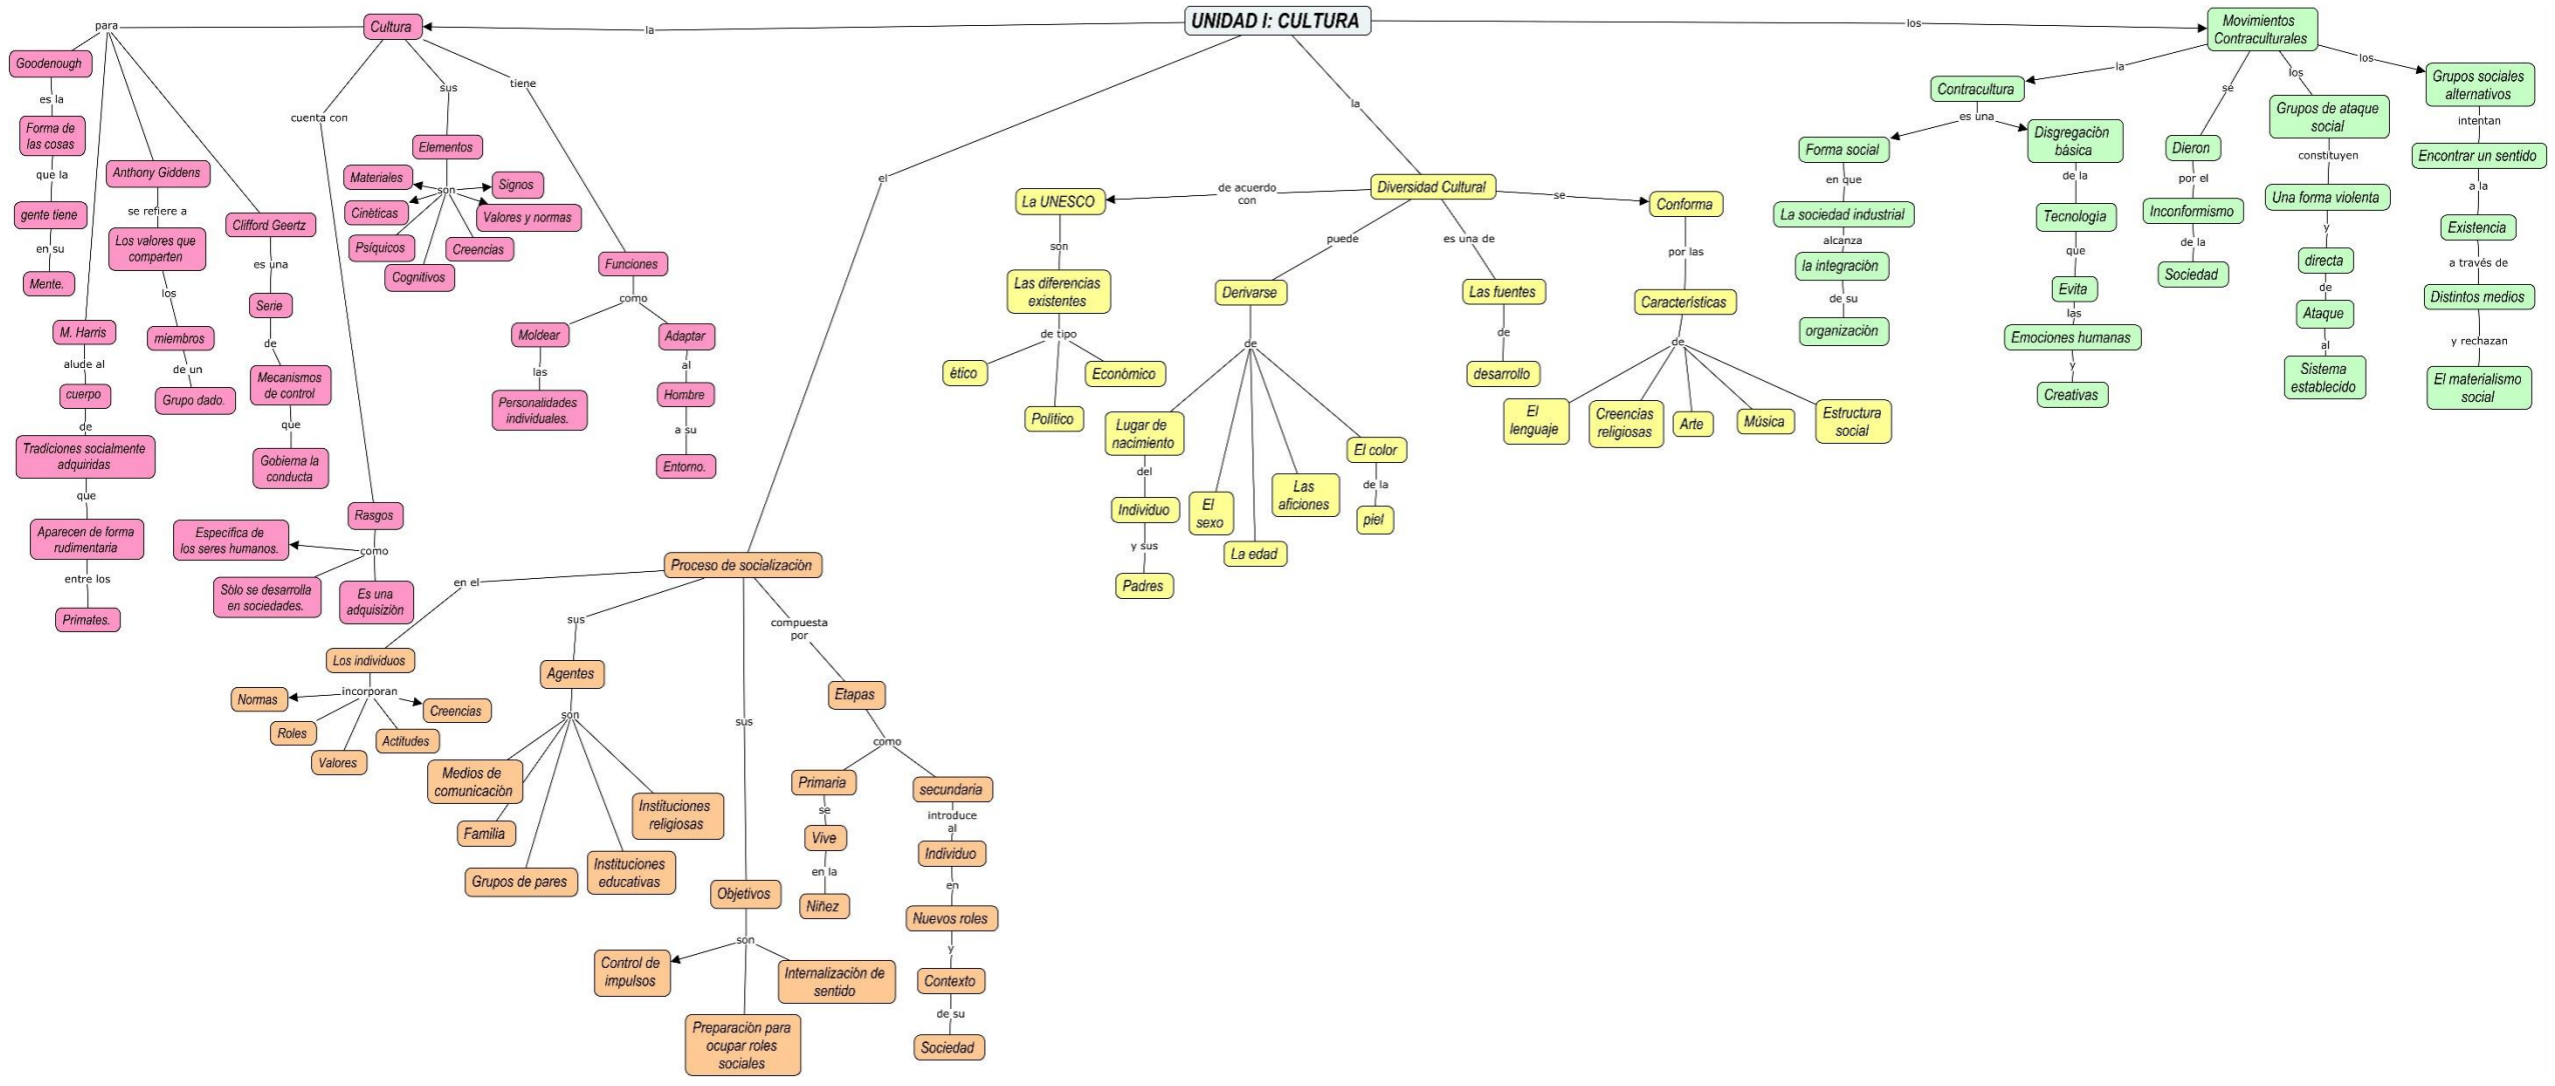 UNIDAD I: CULTURA
la
Cultura
para
Goodenough
es la
Forma de
las cosas
que la
gente tiene
en su
Mente.
M. Harris
alude al
cuerpo
de
Tradiciones socialmente
adquiridas
que
Aparecen de forma
rudimentaria
entre los
Primates.
Anthony Giddens
se refiere a
Los valores que
comparten
los
miembros
de un
Grupo dado.
Clifford Geertz
es una
Serie
de
Mecanismos
de control
que
Gobierna la
conducta
cuenta con
Rasgos
como
Específica de
los seres humanos.
Sólo se desarrolla
en sociedades.
Es una
adquisizión
sus
Elementos
son
Materiales
Cinéticas
Psíquicos
Cognitivos
Creencias
Valores y normas
Signos
tiene
Funciones
como
Moldear
las
Personalidades
individuales.
Adaptar
al
Hombre
a su
Entorno.
el
Proceso de socialización
en el
Los individuos
incorporan
Normas
Roles
Valores
Actitudes
Creencias
sus
Agentes
son
Medios de
comunicación
Familia
Grupos de pares
Instituciones
educativas
Instituciones
religiosas
sus
Objetivos
son
Control de
impulsos
Preparación para
ocupar roles
sociales
Internalización de
sentido
compuesta
por
Etapas
como
Primaria
se
Vive
en la
Niñez
secundaria
introduce
al
Individuo
en
Nuevos roles
y
Contexto
de su
Sociedad
la
Diversidad Cultural
de acuerdo
con
La UNESCO
son
Las diferencias
existentes
de tipo
ético
Político
Económico
puede
Derivarse
de
Lugar de
nacimiento
del
Individuo
y sus
Padres
El
sexo
La edad
Las
aficiones
El color
de la
piel
es una de
Las fuentes
de
desarrollo
se
Conforma
por las
Características
de
El
lenguaje
Creencias
religiosas
Arte
Música
Estructura
social
los
Movimientos
Contraculturales
la
Contracultura
es una
Forma social
en que
La sociedad industrial
alcanza
la integración
de su
organización
Disgregación
básica
de la
Tecnología
que
Evita
las
Emociones humanas
y
Creativas
se
Dieron
por el
Inconformismo
de la
Sociedad
los
Grupos de ataque
social
constituyen
Una forma violenta
y
directa
de
Ataque
al
Sistema
establecido
los
Grupos sociales
alternativos
intentan
Encontrar un sentido
a la
Existencia
a través de
Distintos medios
y rechazan
El materialismo
social